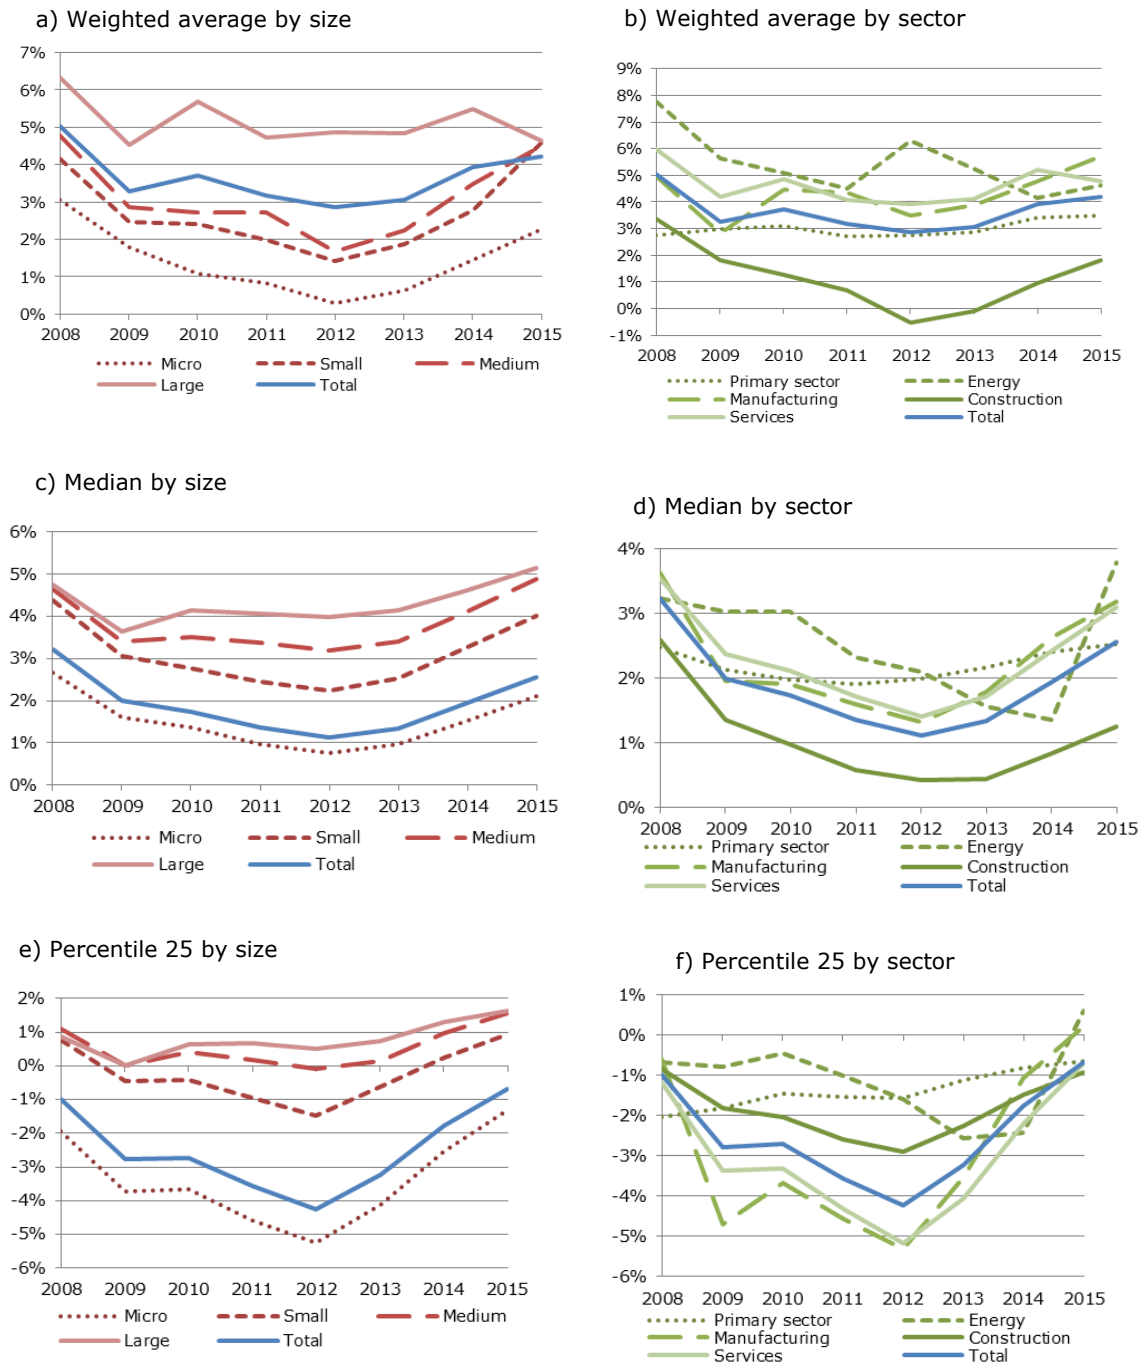 a) Weighted average by size
7%
6%
5%
4%
3%
2%
1%
0%
2008 2009 2010 2011 2012 2013 2014 2015
Micro Small Medium
Large Total
b) Weighted average by sector
9%
8%
7%
6%
5%
4%
3%
2%
1%
0%
-1%
2008 2009 2010 2011 2012 2013 2014 2015
Primary sector Energy
Manufacturing Construction
Services Total
c) Median by size
6%
5%
4%
3%
2%
1%
0%
2008 2009 2010 2011 2012 2013 2014 2015
Micro Small Medium
Large Total
d) Median by sector
4%
3%
2%
1%
0%
2008 2009 2010 2011 2012 2013 2014 2015
Primary sector Energy
Manufacturing Construction
Services Total
e) Percentile 25 by size
2%
1%
0%
-1%
-2%
-3%
-4%
-5%
-6%
2008 2009 2010 2011 2012 2013 2014 2015
Micro Small Medium
Large Total
f) Percentile 25 by sector
1%
0%
-1%
-2%
-3%
-4%
-5%
-6%
2008 2009 2010 2011 2012 2013 2014 2015
Primary sector Energy
Manufacturing Construction
Services Total